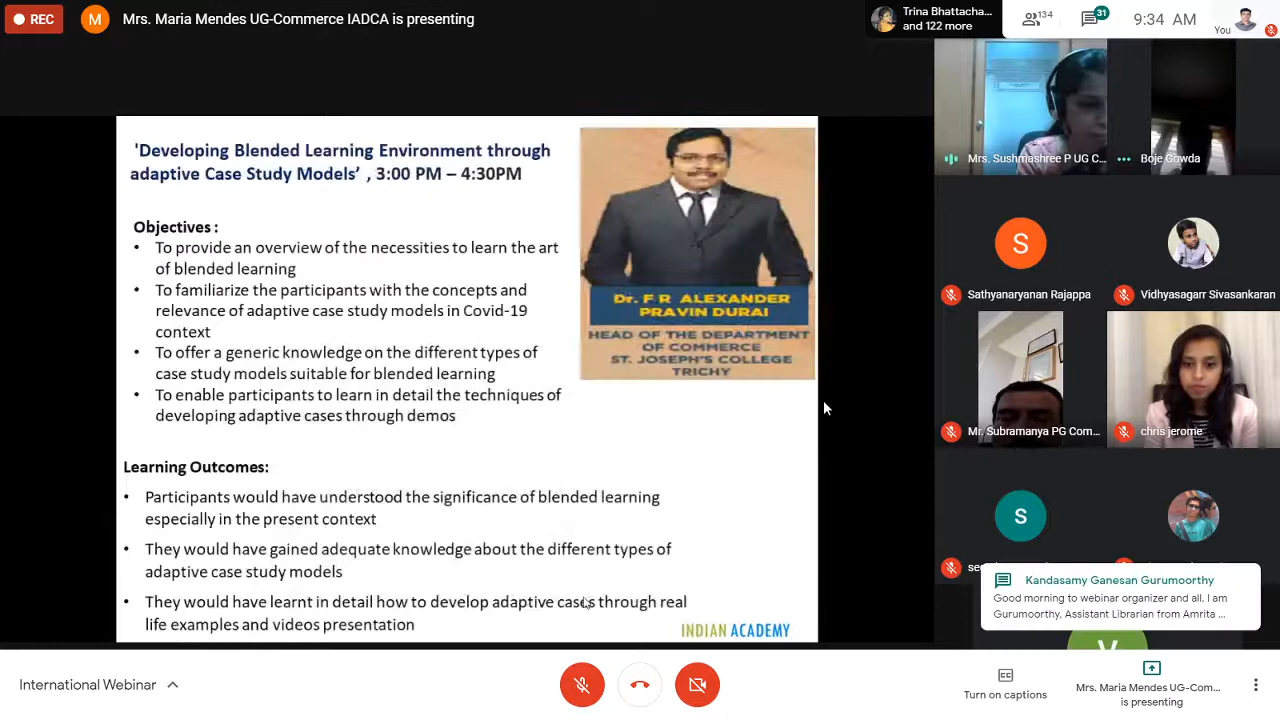 REC
M
Mrs. Maria Mendes UG-Commerce IADCA is presenting
Trina Bhattacha...
and 122 more
134
31
9:34 AM
You
'Developing Blended Learning Environment through
adaptive Case Study Models' , 3:00 PM – 4:30PM
Objectives :
• To provide an overview of the necessities to learn the art
of blended learning
• To familiarize the participants with the concepts and
relevance of adaptive case study models in Covid-19
context
• To offer a generic knowledge on the different types of
case study models suitable for blended learning
• To enable participants to learn in detail the techniques of
developing adaptive cases through demos
Dr. F R ALEXANDER
PRAVIN DURAI
HEAD OF THE DEPARTMENT
OF COMMERCE
ST. JOSEPH'S COLLEGE
TRICHY
Learning Outcomes:
• Participants would have understood the significance of blended learning
especially in the present context
• They would have gained adequate knowledge about the different types of
adaptive case study models
• They would have learnt in detail how to develop adaptive cases through real
life examples and videos presentation
INDIAN ACADEMY
Mrs. Sushmashree P UG C...
Boje Gowda
S
Sathyanaryanan Rajappa
Vidhyasagarr Sivasankaran
Mr. Subramanya PG Com...
chris jerome
S
Kandasamy Ganesan Gurumoorthy
Good morning to webinar organizer and all. I am
Gurumoorthy, Assistant Librarian from Amrita ...
V
International Webinar
CC
Turn on captions
Mrs. Maria Mendes UG-Com...
is presenting